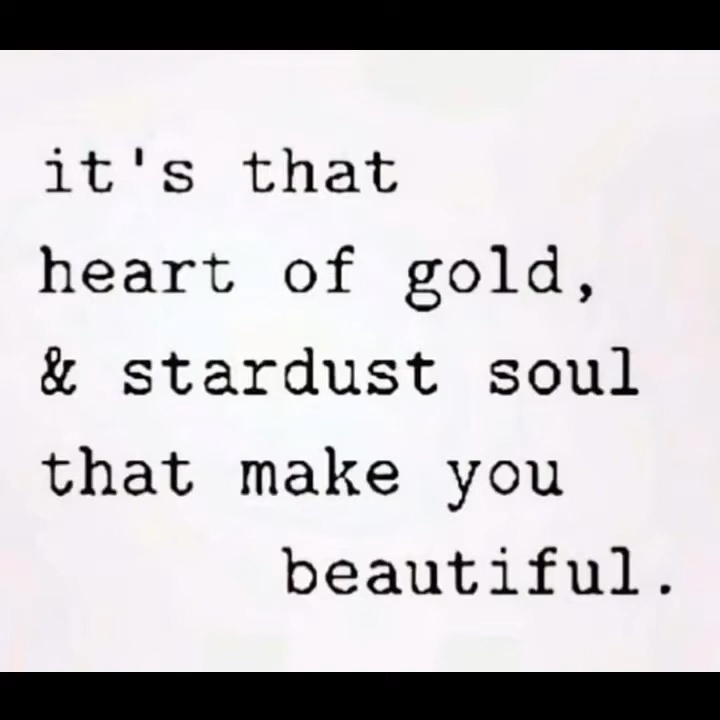 it's that
heart of gold,
& stardust soul
that make you
beautiful.